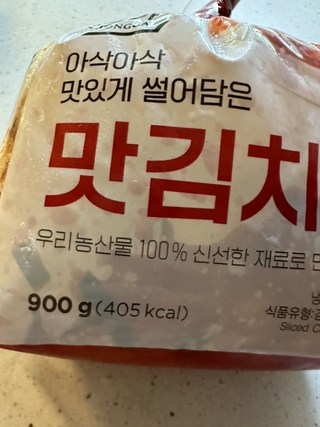 아삭아삭
맛있게 썰어담은
맛김치
우리농산물 100% 신선한 재료로
900 g (405 kcal)
식품유형:
Sliced